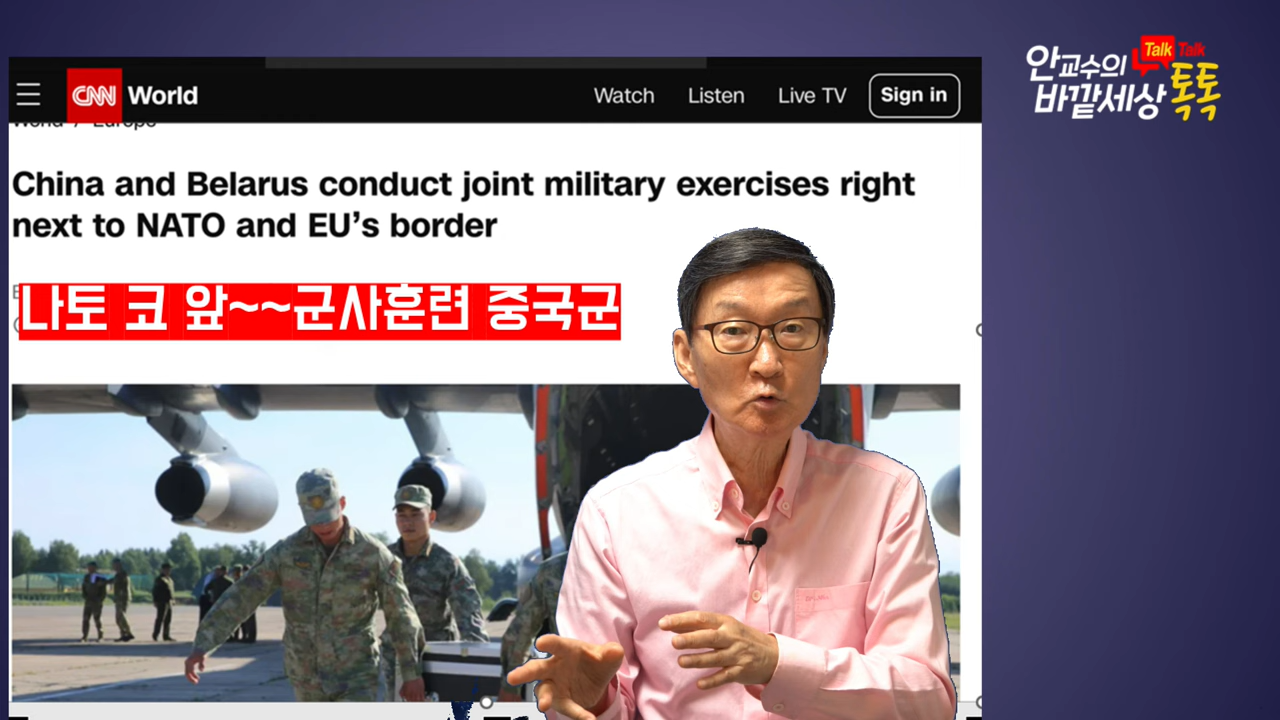 CNN World
Watch
Listen
Live TV
Sign in
World / Europe
China and Belarus conduct joint military exercises right
next to NATO and EU's border
나토 코 앞~~군사훈련 중국군
안교수의
Talk Talk
바깥세상 톡톡